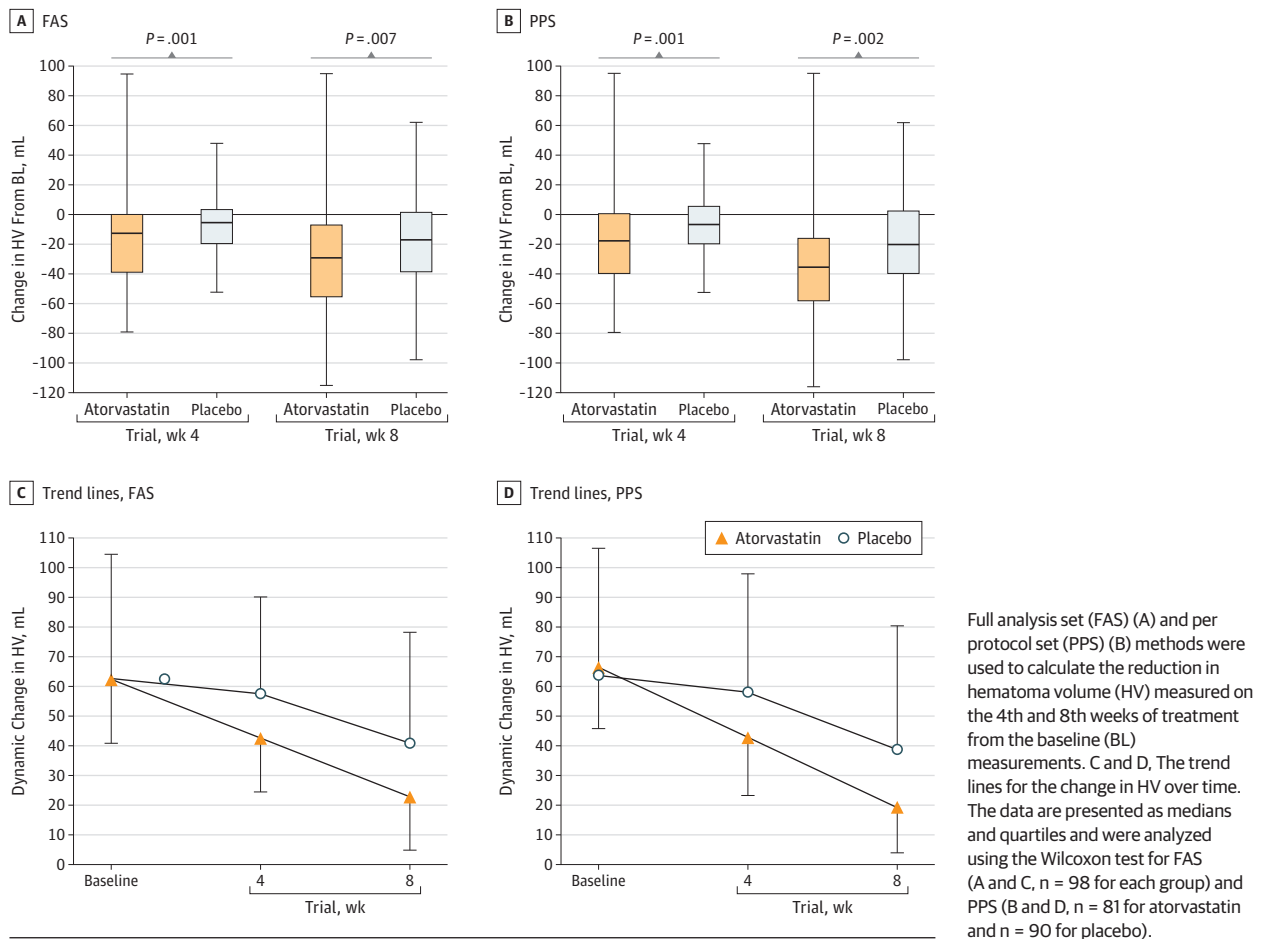 A FAS
P = .001
P = .007
Change in HV From BL, mL
100
80
60
40
20
0
-20
-40
-60
-80
-100
-120
Atorvastatin Placebo Atorvastatin Placebo
Trial, wk 4 Trial, wk 8
B PPS
P = .001
P = .002
Change in HV From BL, mL
100
80
60
40
20
0
-20
-40
-60
-80
-100
-120
Atorvastatin Placebo Atorvastatin Placebo
Trial, wk 4 Trial, wk 8
C Trend lines, FAS
Dynamic Change in HV, mL
110
100
90
80
70
60
50
40
30
20
10
0
Baseline 4 8
Trial, wk
D Trend lines, PPS
Atorvastatin Placebo
Dynamic Change in HV, mL
110
100
90
80
70
60
50
40
30
20
10
0
Baseline 4 8
Trial, wk
Full analysis set (FAS) (A) and per
protocol set (PPS) (B) methods were
used to calculate the reduction in
hematoma volume (HV) measured on
the 4th and 8th weeks of treatment
from the baseline (BL)
measurements. C and D, The trend
lines for the change in HV over time.
The data are presented as medians
and quartiles and were analyzed
using the Wilcoxon test for FAS
(A and C, n = 98 for each group) and
PPS (B and D, n = 81 for atorvastatin
and n = 90 for placebo).